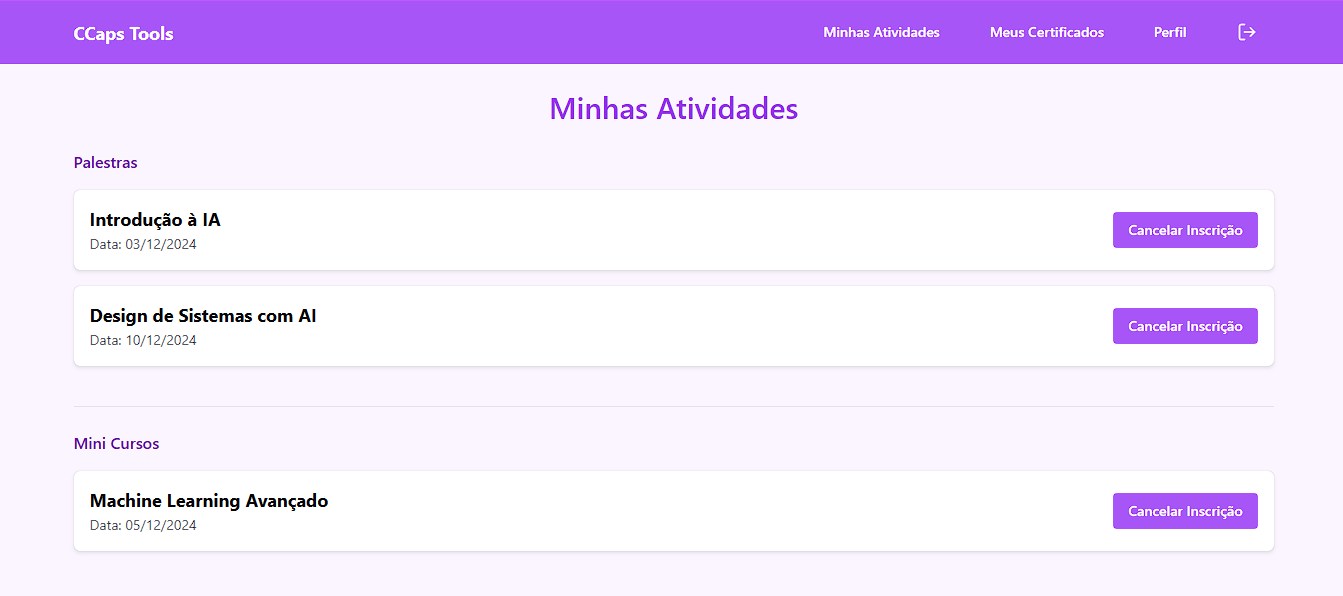 CCaps Tools
Minhas Atividades
Meus Certificados
Perfil
Minhas Atividades
Palestras
Introdução à IA
Data: 03/12/2024
Cancelar Inscrição
Design de Sistemas com AI
Data: 10/12/2024
Cancelar Inscrição
Mini Cursos
Machine Learning Avançado
Data: 05/12/2024
Cancelar Inscrição